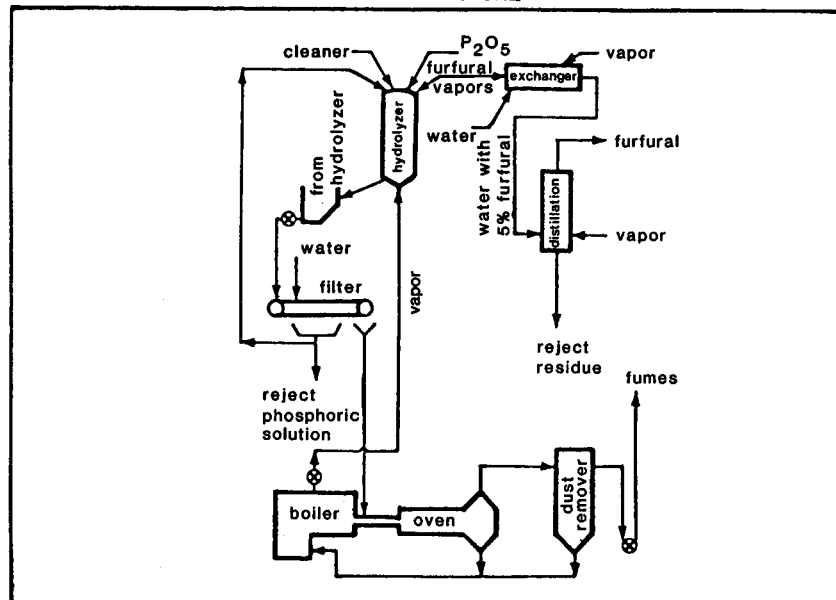 cleaner
P₂O₅
furfural
vapors
exchanger
vapor
water
hydrolyzer
from
hydrolyzer
water with
5% furfural
furfural
distillation
vapor
water
filter
vapor
reject
residue
reject
phosphoric
solution
fumes
boiler
oven
dust
remover